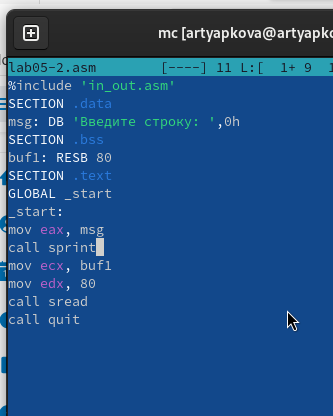 mc [artyapkova@artyapko
lab05-2.asm [----] 11 L:[ 1+ 9 1
%include 'in_out.asm'
SECTION .data
msg: DB 'Введите строку: ',0h
SECTION .bss
buf1: RESB 80
SECTION .text
GLOBAL _start
_start:
mov eax, msg
call sprint
mov ecx, buf1
mov edx, 80
call sread
call quit